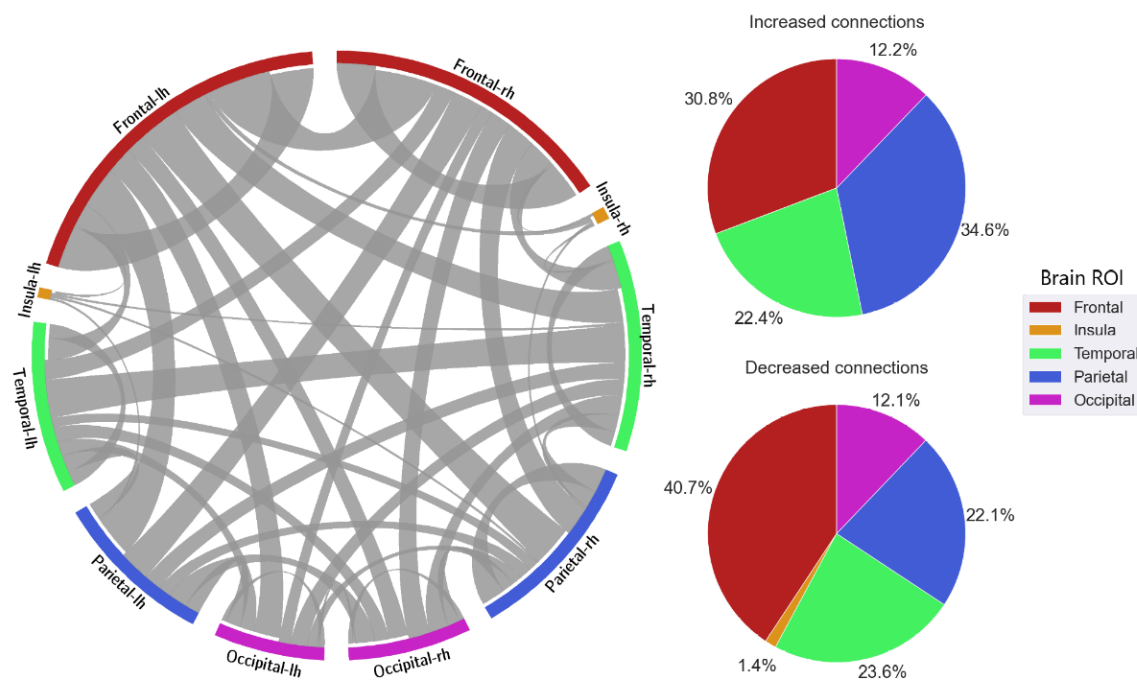 Increased connections
12.2%
30.8%
34.6%
22.4%
Decreased connections
12.1%
40.7%
22.1%
1.4%
23.6%
Brain ROI
Frontal
Insula
Temporal
Parietal
Occipital
Frontal-lh
Frontal-rh
Insula-rh
Insula-lh
Temporal-rh
Temporal-lh
Parietal-lh
Parietal-rh
Occipital-lh
Occipital-rh